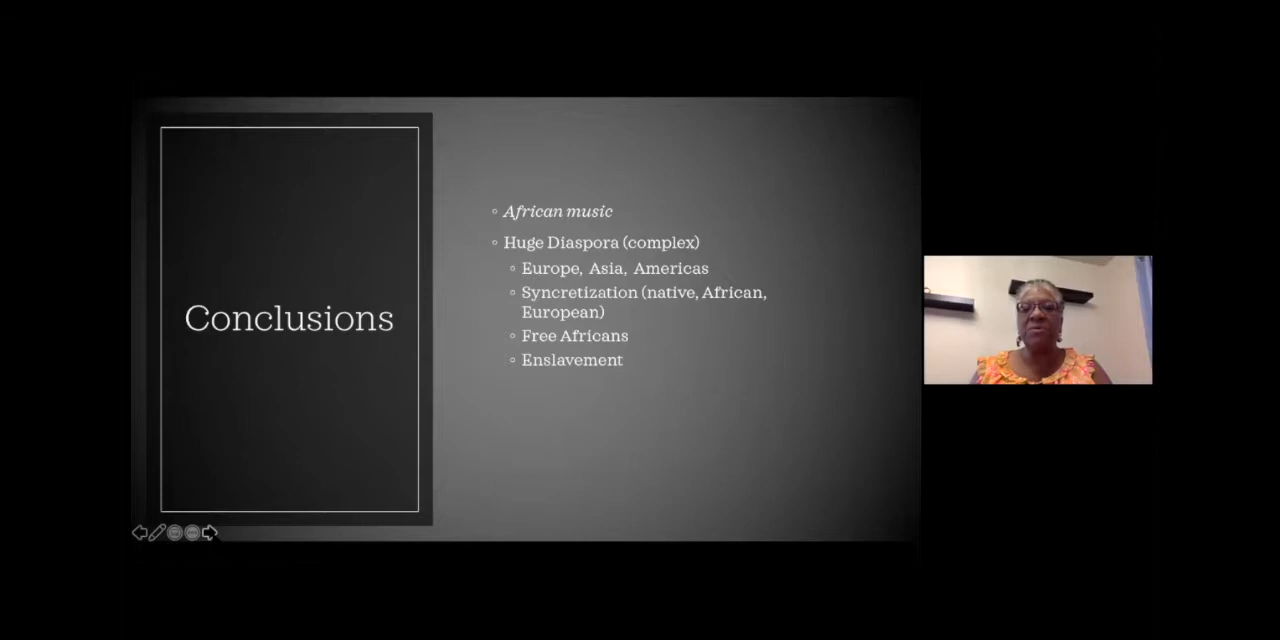 Conclusions
African music
Huge Diaspora (complex)
Europe, Asia, Americas
Syncretization (native, African,
European)
Free Africans
Enslavement